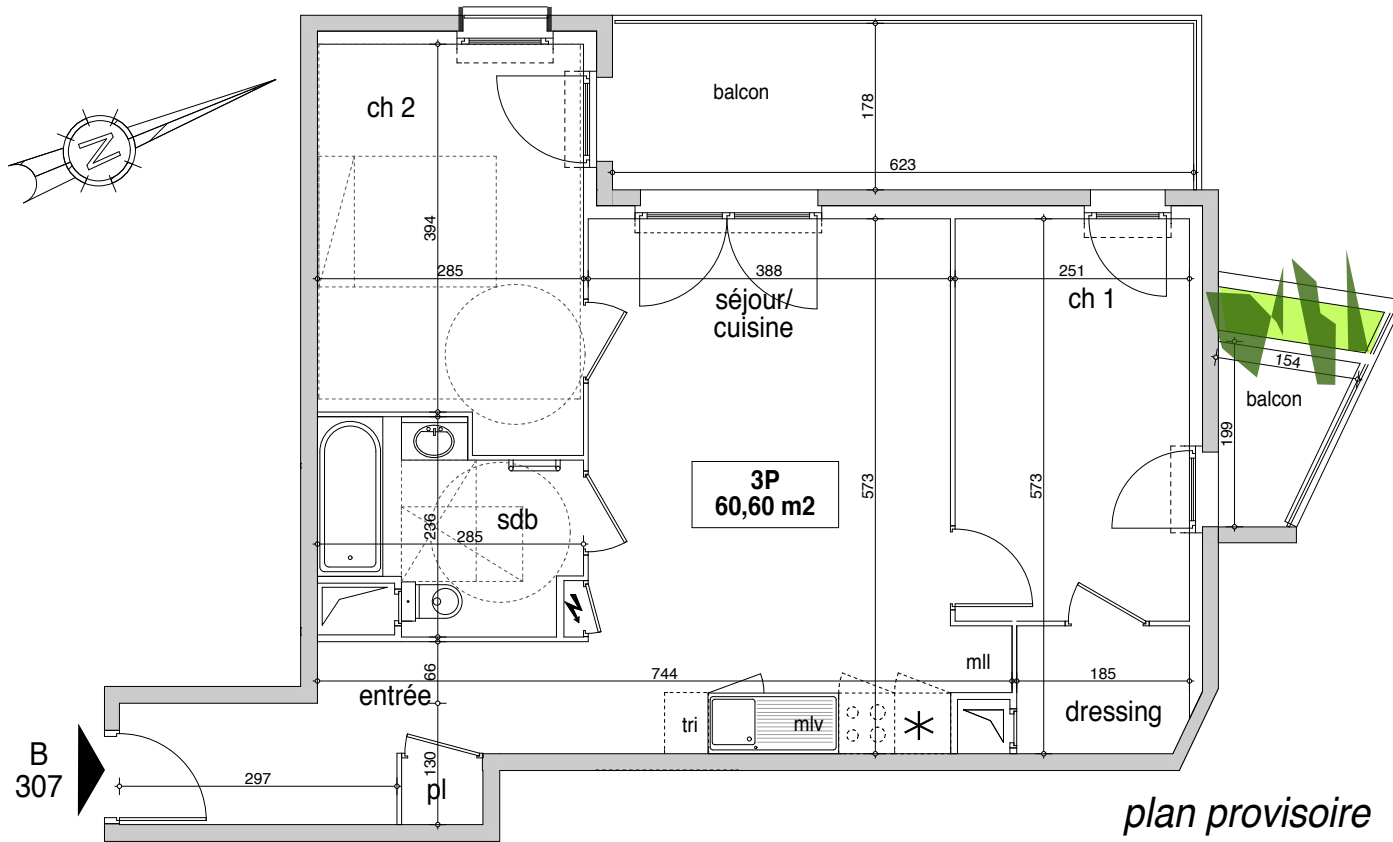 ch 2
balcon
178
623
N
394
285
388
251
séjour/
cuisine
ch 1
154
balcon
199
3P
60,60 m2
573
573
sdb
236
285
mll
66
744
185
entrée
tri
mlv
dressing
B
307
297
130
pl
plan provisoire